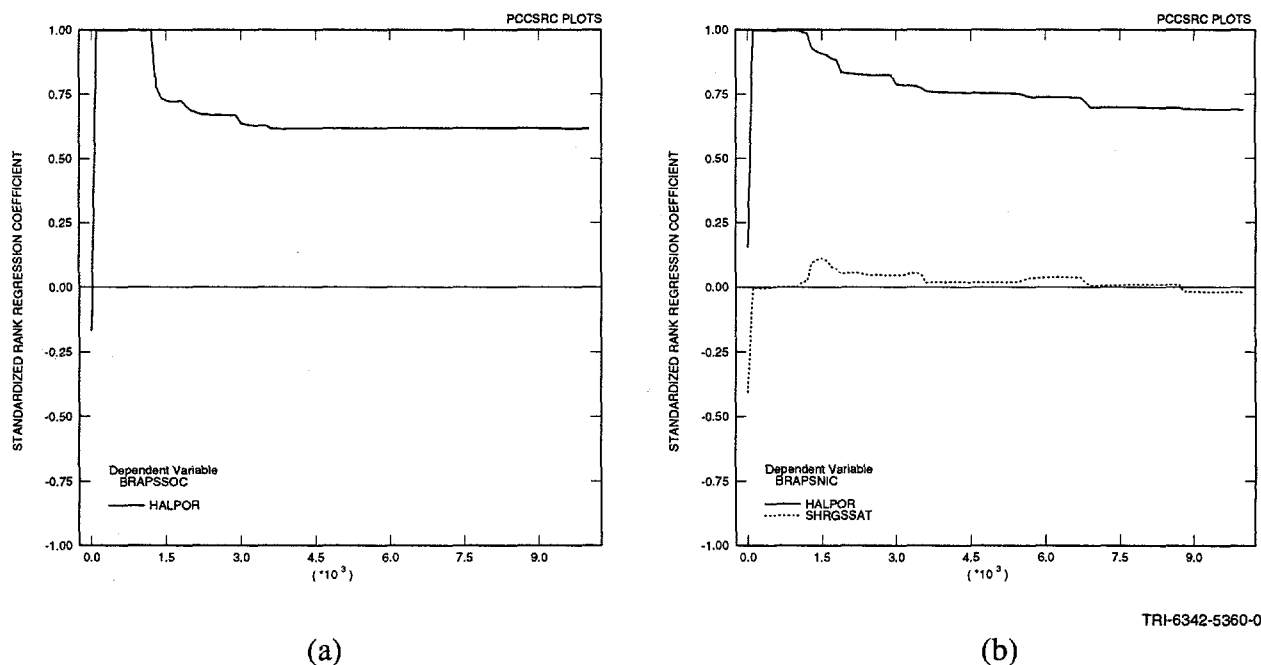 PCCSRC PLOTS
STANDARDIZED RANK REGRESSION COEFFICIENT
1.00
0.75
0.50
0.25
0.00
-0.25
-0.50
-0.75
-1.00
Dependent Variable
BRAPSSOC
HALPOR
0.0 1.5 3.0 4.5 6.0 7.5 9.0
(*10³)
(a)
PCCSRC PLOTS
STANDARDIZED RANK REGRESSION COEFFICIENT
1.00
0.75
0.50
0.25
0.00
-0.25
-0.50
-0.75
-1.00
Dependent Variable
BRAPSNIC
HALPOR
SHRGSSAT
0.0 1.5 3.0 4.5 6.0 7.5 9.0
(*10³)
TRI-6342-5360-0
(b)